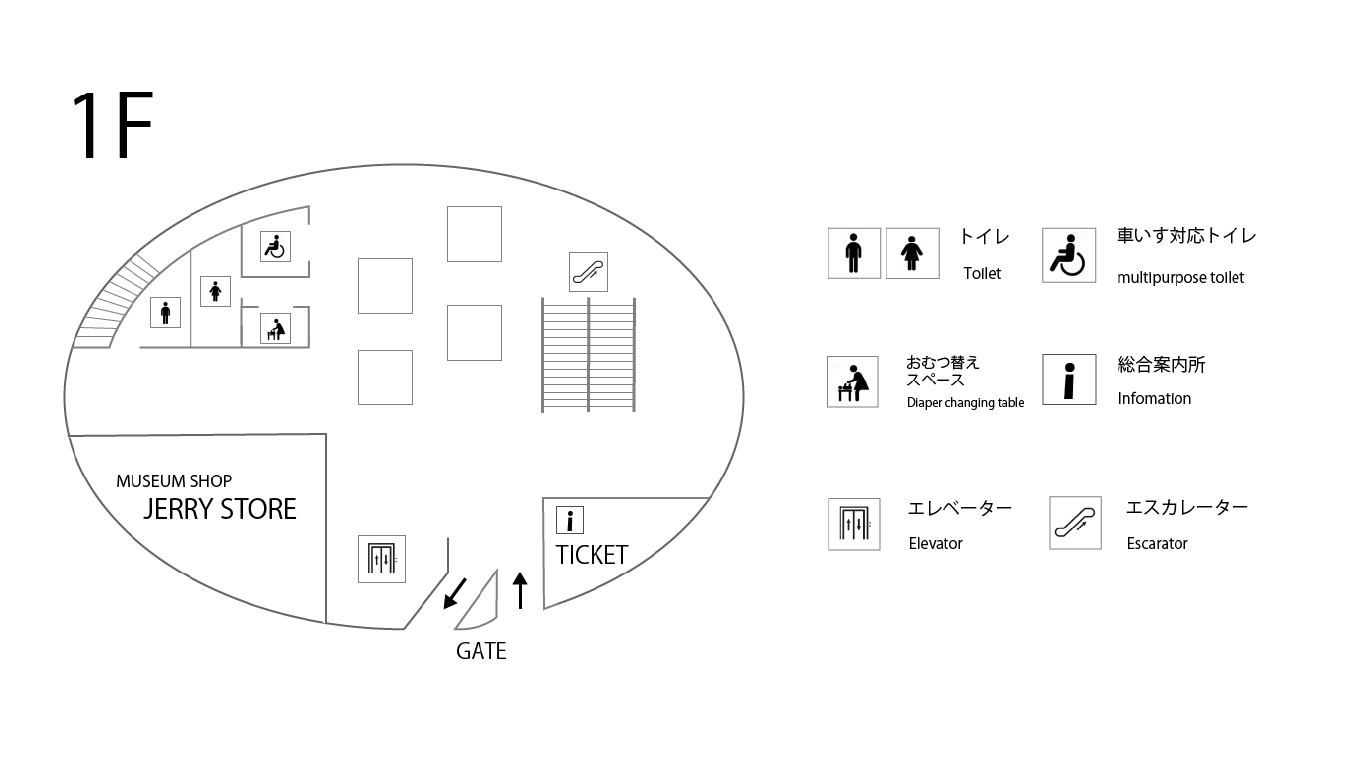 1F
MUSEUM SHOP
JERRY STORE
TICKET
GATE
トイレ
Toilet
車いす対応トイレ
multipurpose toilet
おむつ替え
スペース
Diaper changing table
総合案内所
Infomation
エレベーター
Elevator
エスカレーター
Escarator